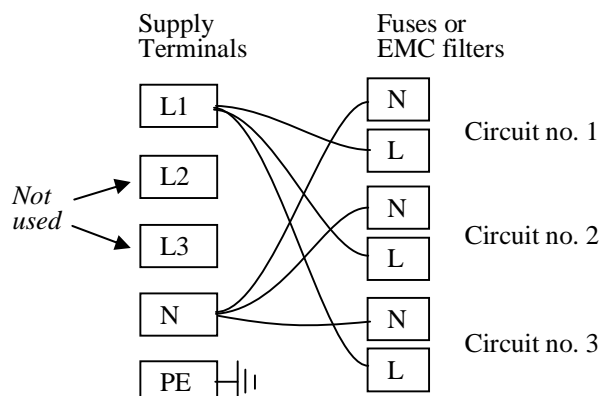 Supply
Terminals
Fuses or
EMC filters
L1
L2
L3
N
PE
Not
used
N
L
Circuit no. 1
N
L
Circuit no. 2
N
L
Circuit no. 3